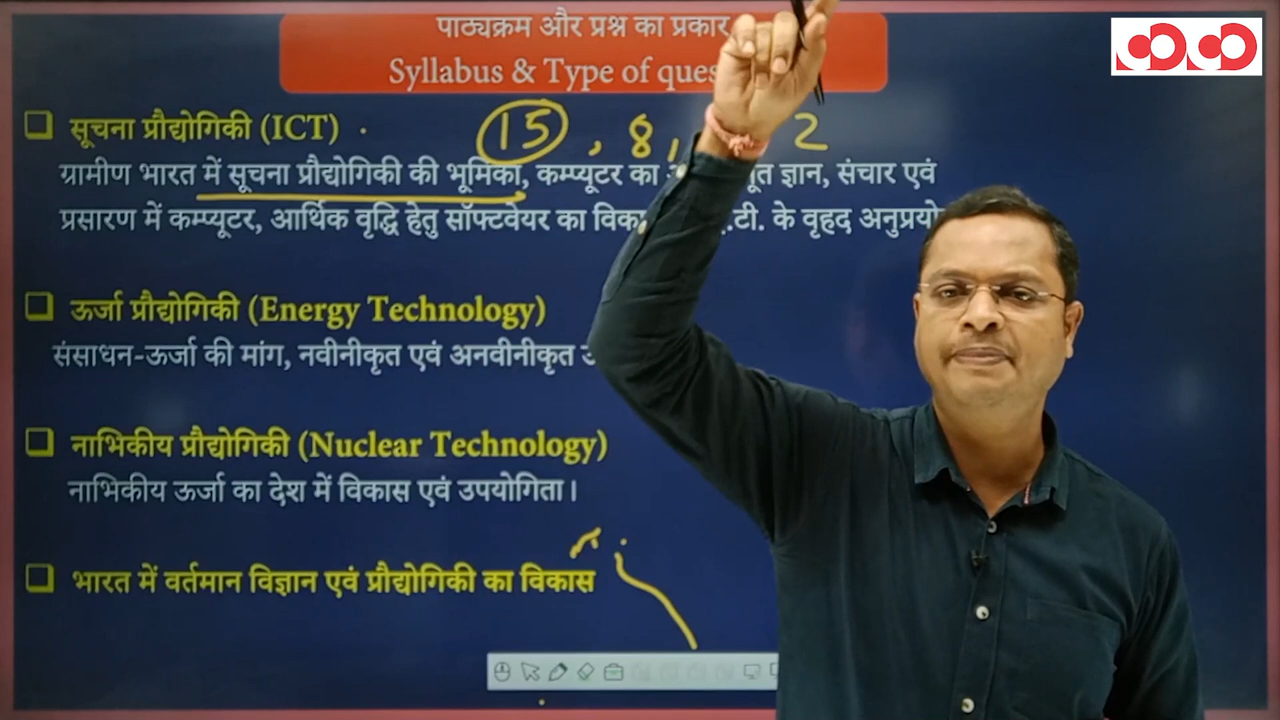 पाठ्यक्रम और प्रश्न का प्रकार
Syllabus & Type of ques
❑ सूचना प्रौद्योगिकी (ICT)
15, 8, 2
ग्रामीण भारत में सूचना प्रौद्योगिकी की भूमिका, कम्प्यूटर का ज्ञान, संचार एवं
प्रसारण में कम्प्यूटर, आर्थिक वृद्धि हेतु सॉफ्टवेयर का .टी. के वृहद
❑ ऊर्जा प्रौद्योगिकी (Energy Technology)
संसाधन-ऊर्जा की मांग, नवीनीकृत एवं अनवीनीकृत
❑ नाभिकीय प्रौद्योगिकी (Nuclear Technology)
नाभिकीय ऊर्जा का देश में विकास एवं उपयोगिता।
❑ भारत में वर्तमान विज्ञान एवं प्रौद्योगिकी का विकास